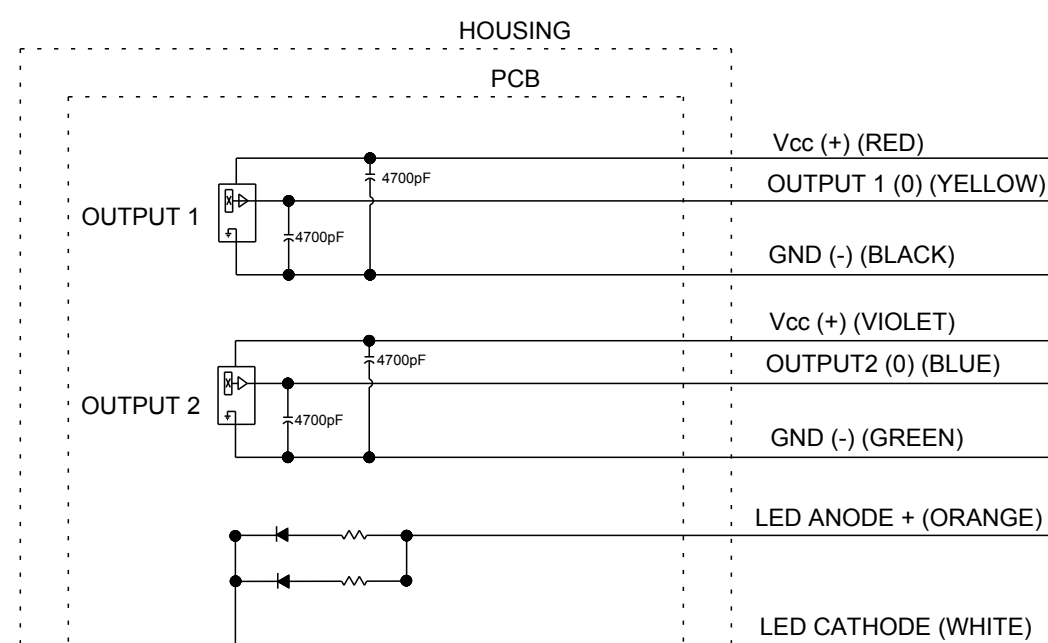 HOUSING
PCB
Vcc (+) (RED)
4700pF
OUTPUT 1 (0) (YELLOW)
OUTPUT 1
4700pF
GND (-) (BLACK)
Vcc (+) (VIOLET)
4700pF
OUTPUT2 (0) (BLUE)
OUTPUT 2
4700pF
GND (-) (GREEN)
LED ANODE + (ORANGE)
LED CATHODE (WHITE)